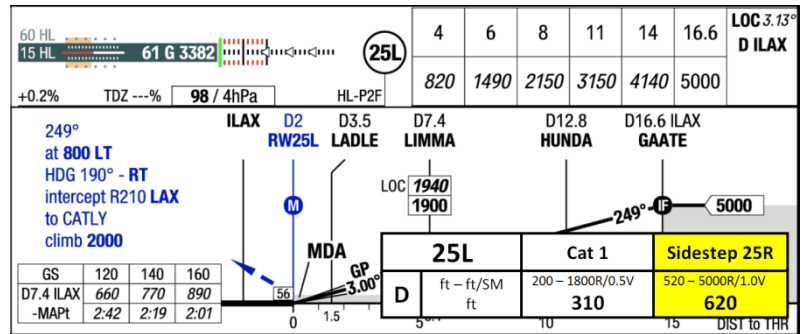 60 HL
15 HL 61 G 3382
+0.2% TDZ ---% 98 / 4hPa HL-P2F
25L
4 6 8 11 14 16.6
820 1490 2150 3150 4140 5000
LOC 3.13°
D ILAX
249°
at 800 LT
HDG 190° - RT
intercept R210 LAX
to CATLY
climb 2000
ILAX D2 D3.5 D7.4 D12.8 D16.6 ILAX
RW25L LADLE LIMMA HUNDA GAATE
LOC 1940
1900
M
249° IF 5000
MDA
GP
3.00°
56
GS 120 140 160
D7.4 ILAX 660 770 890
-MAPt 2:42 2:19 2:01
25L Cat 1 Sidestep 25R
D ft – ft/SM 200 – 1800R/0.5V 520 – 5000R/1.0V
ft 310 620
0 1.5 5 10 15 DIST to THR